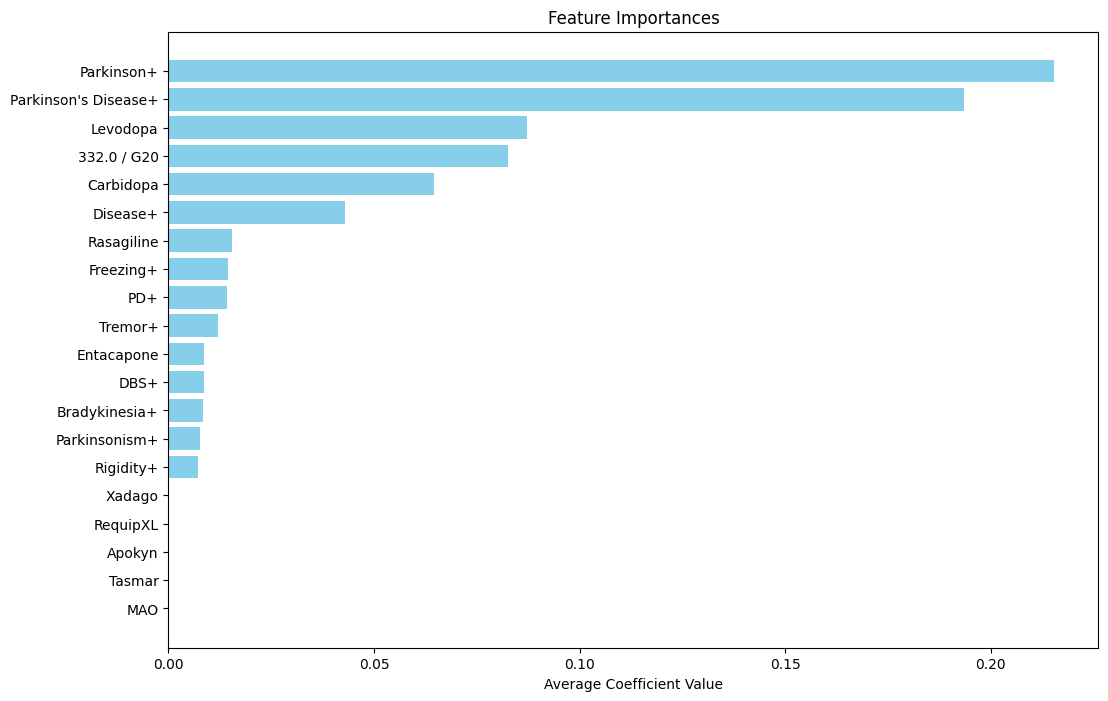 Feature Importances
Parkinson+
Parkinson's Disease+
Levodopa
332.0 / G20
Carbidopa
Disease+
Rasagiline
Freezing+
PD+
Tremor+
Entacapone
DBS+
Bradykinesia+
Parkinsonism+
Rigidity+
Xadago
RequipXL
Apokyn
Tasmar
MAO
0.00 0.05 0.10 0.15 0.20
Average Coefficient Value